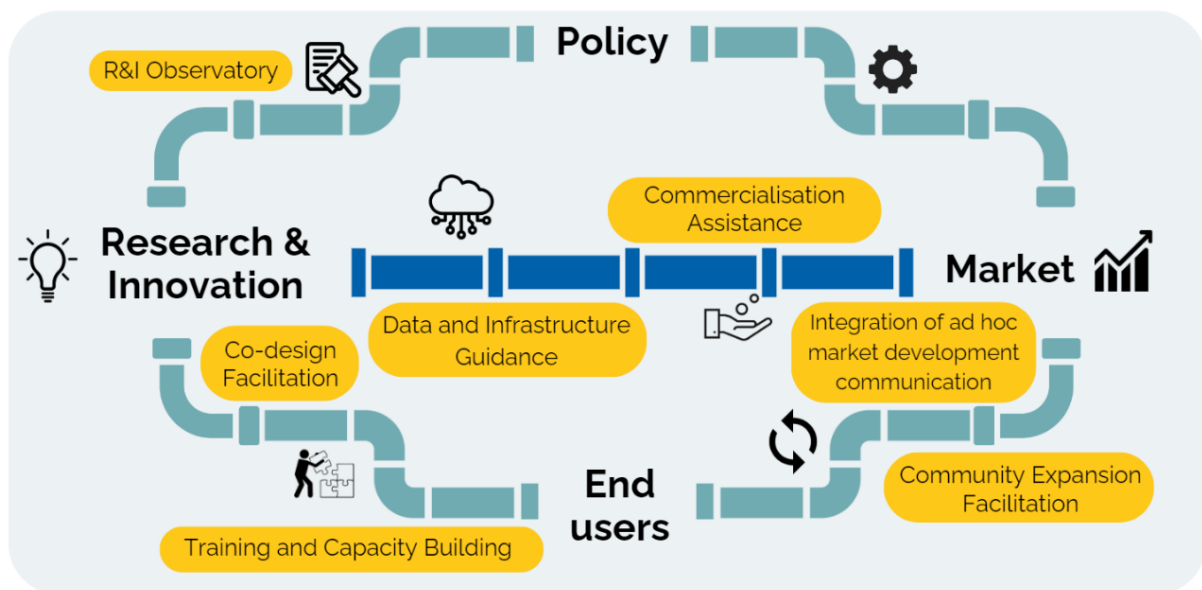 Policy
R&I Observatory
Commercialisation
Assistance
Research &
Innovation
Market
Data and Infrastructure
Guidance
Integration of ad hoc
market development
communication
Co-design
Facilitation
Community Expansion
Facilitation
End
users
Training and Capacity Building